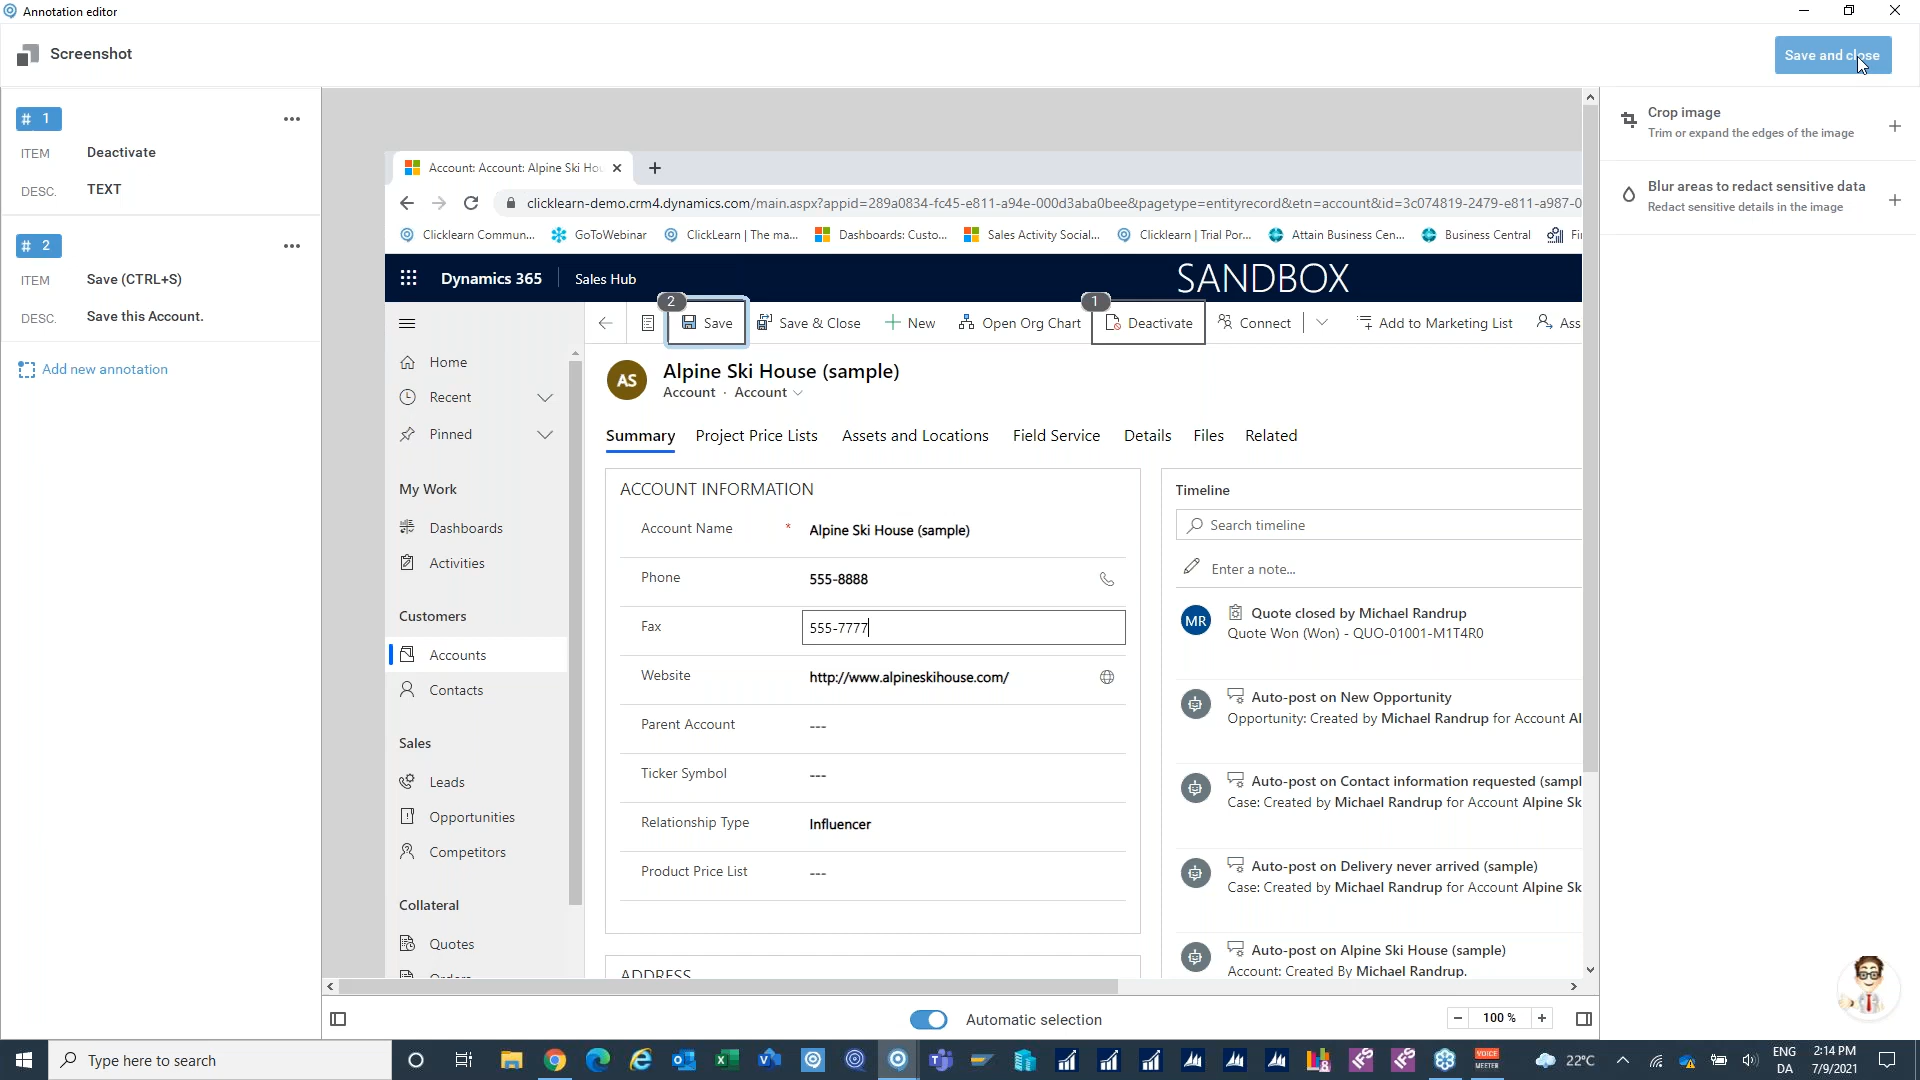 Annotation editor
Screenshot
Save and close
# 1
ITEM Deactivate
DESC. TEXT
# 2
ITEM Save (CTRL+S)
DESC. Save this Account.
Add new annotation
Account: Account: Alpine Ski Hou
clicklearn-demo.crm4.dynamics.com/main.aspx?appid=289a0834-fc45-e811-a94e-000d3aba0bee&pagetype=entityrecord&etn=account&id=3c074819-2479-e811-a987-0
Clicklearn Commun... GoToWebinar ClickLearn | The ma... Dashboards: Custo... Sales Activity Social... Clicklearn | Trial Por... Attain Business Cen... Business Central Fi
Dynamics 365 Sales Hub SANDBOX
2 1
Save Save & Close New Open Org Chart Deactivate Connect Add to Marketing List Ass
Home
Recent
Pinned
My Work
Dashboards
Activities
Customers
Accounts
Contacts
Sales
Leads
Opportunities
Competitors
Collateral
Quotes
AS
Alpine Ski House (sample)
Account · Account
Summary Project Price Lists Assets and Locations Field Service Details Files Related
ACCOUNT INFORMATION
Account Name * Alpine Ski House (sample)
Phone 555-8888
Fax 555-7777
Website http://www.alpineskihouse.com/
Parent Account ---
Ticker Symbol ---
Relationship Type Influencer
Product Price List ---
ADDRESS
Timeline
Search timeline
Enter a note...
MR
Quote closed by Michael Randrup
Quote Won (Won) - QUO-01001-M1T4R0
Auto-post on New Opportunity
Opportunity: Created by Michael Randrup for Account Al
Auto-post on Contact information requested (sampl
Case: Created by Michael Randrup for Account Alpine Sk
Auto-post on Delivery never arrived (sample)
Case: Created by Michael Randrup for Account Alpine Sk
Auto-post on Alpine Ski House (sample)
Account: Created By Michael Randrup.
Crop image
Trim or expand the edges of the image
Blur areas to redact sensitive data
Redact sensitive details in the image
Automatic selection
100 %
Type here to search
VOICE
MEETER
22°C
ENG
DA
2:14 PM
7/9/2021